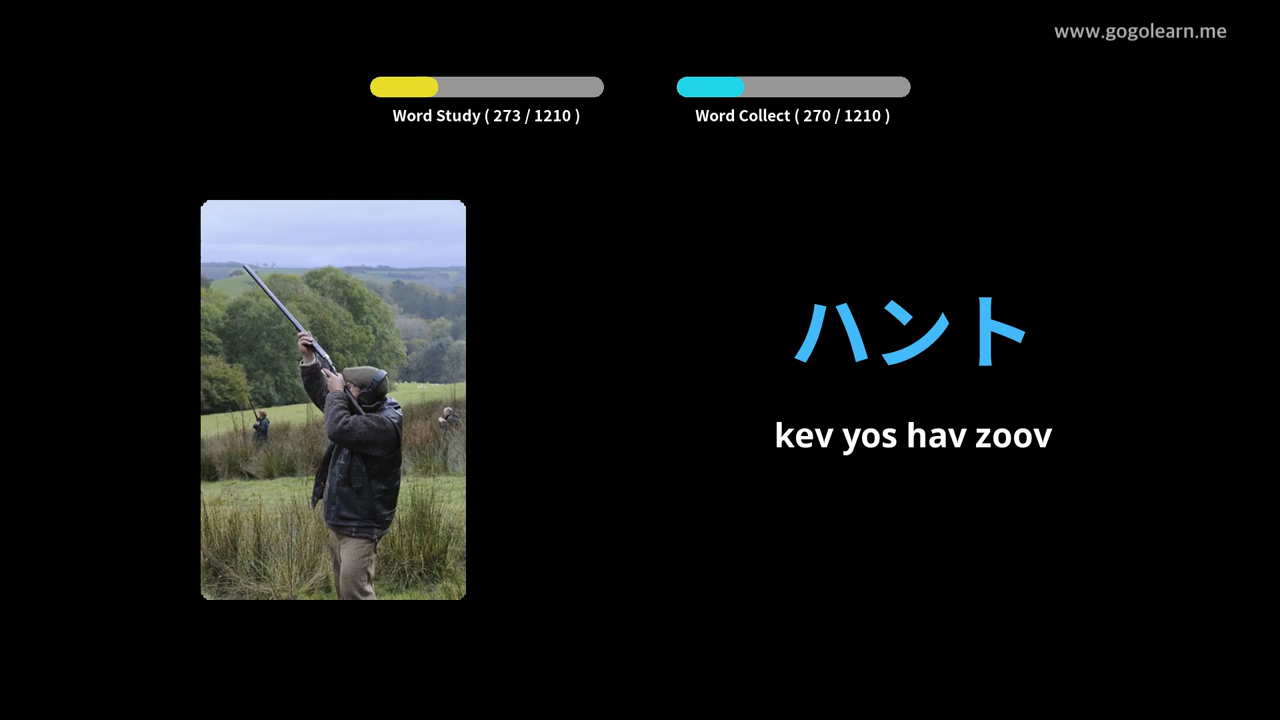 www.gogolearn.me
Word Study ( 273 / 1210 )
Word Collect ( 270 / 1210 )
ハント
kev yos hav zoov